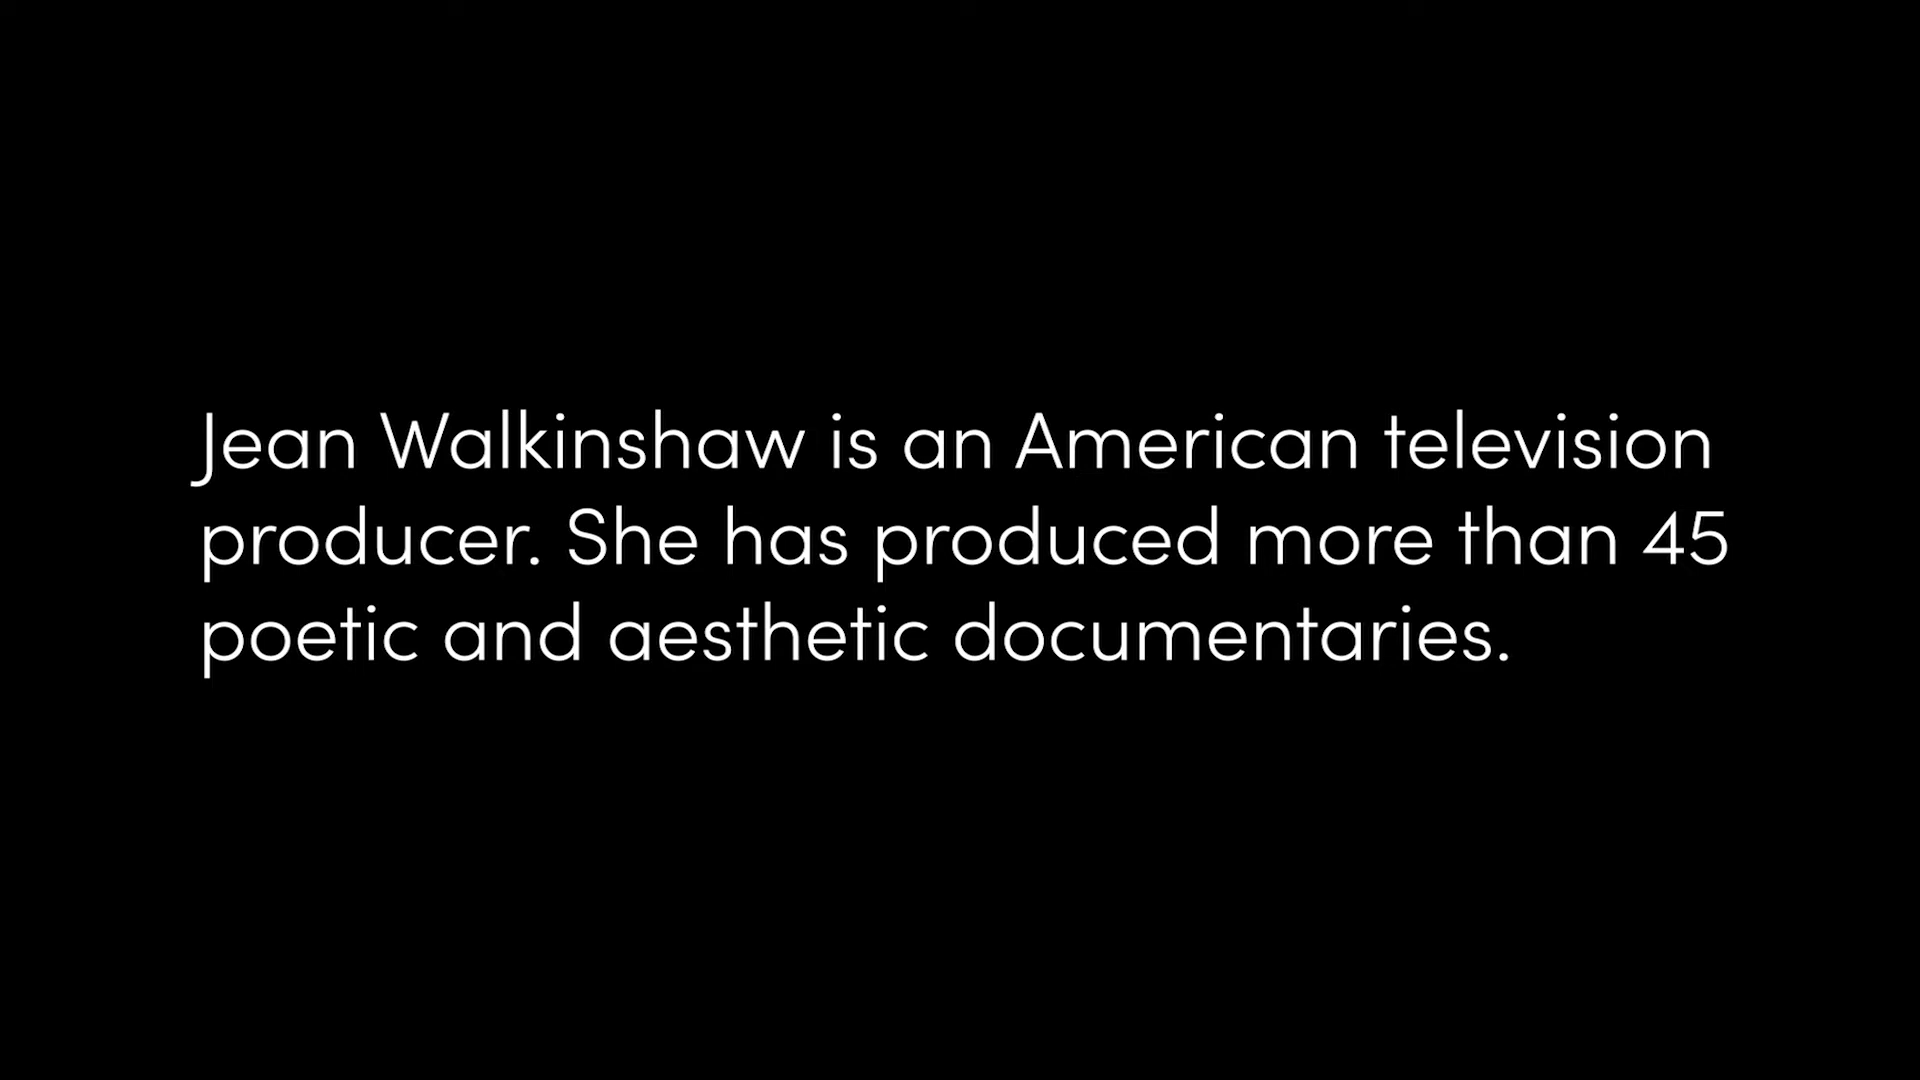 Jean Walkinshaw is an American television
producer. She has produced more than 45
poetic and aesthetic documentaries.